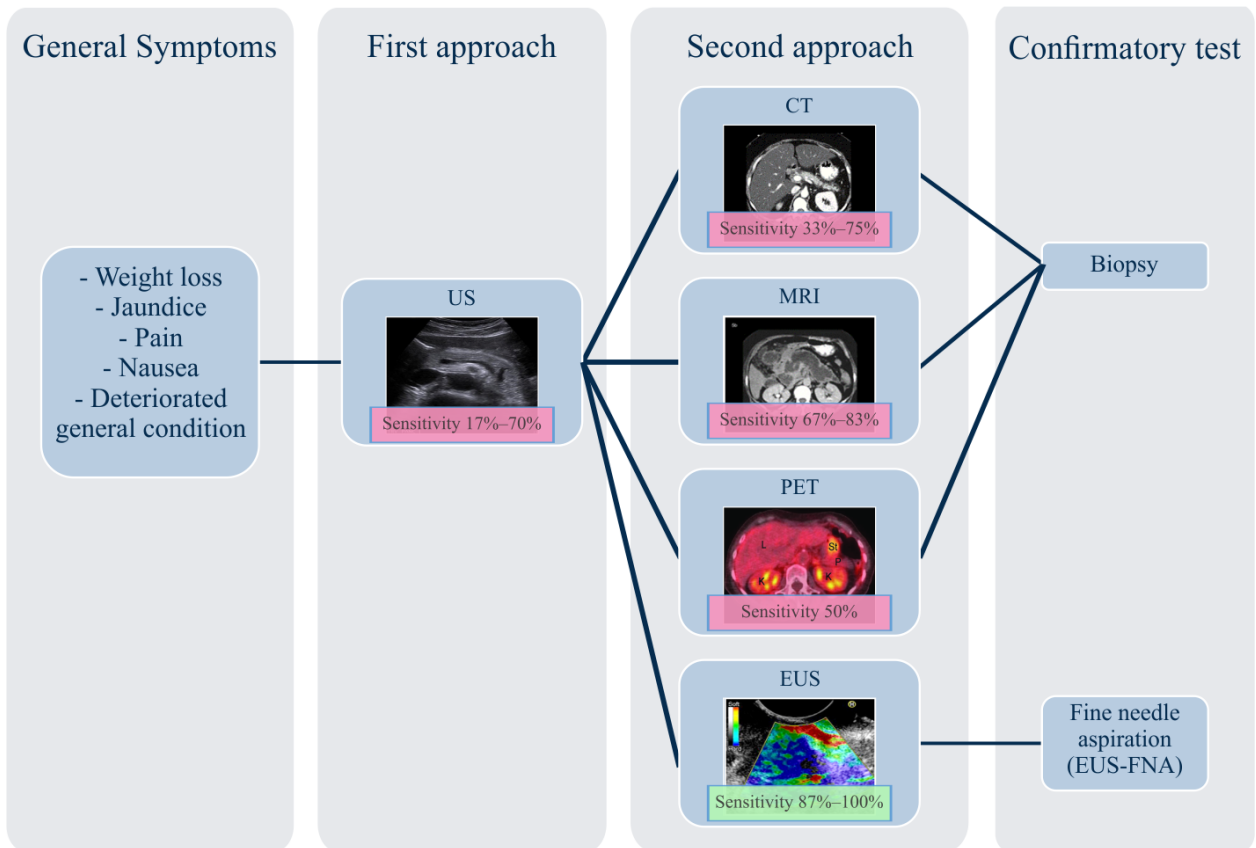 General Symptoms
- Weight loss
- Jaundice
- Pain
- Nausea
- Deteriorated
general condition
First approach
US
Sensitivity 17%–70%
Second approach
CT
Sensitivity 33%–75%
MRI
Sensitivity 67%–83%
PET
L
St
P
K
K
Sensitivity 50%
EUS
Soft
H
Sensitivity 87%–100%
Confirmatory test
Biopsy
Fine needle
aspiration
(EUS-FNA)